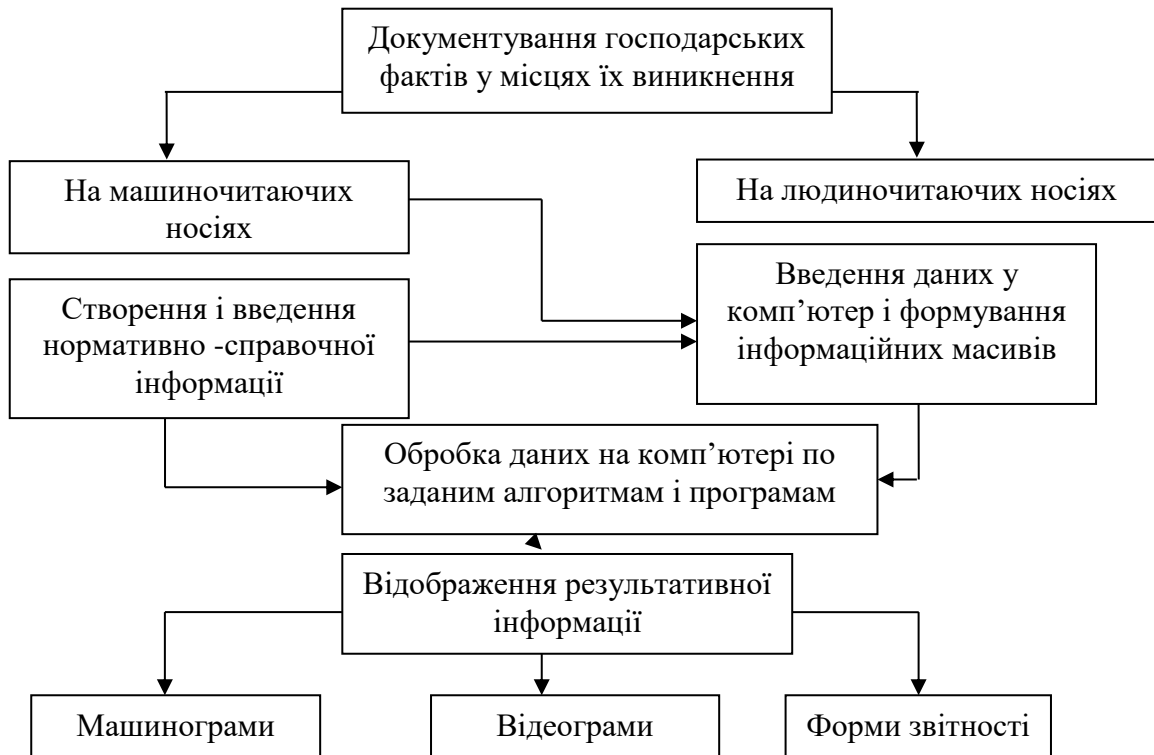 Документування господарських
фактів у місцях їх виникнення
На машиночитаючих
носіях
На людиночитаючих носіях
Створення і введення
нормативно -справочної
інформації
Введення даних у
комп’ютер і формування
інформаційних масивів
Обробка даних на комп’ютері по
заданим алгоритмам і програмам
Відображення результативної
інформації
Машинограми
Відеограми
Форми звітності